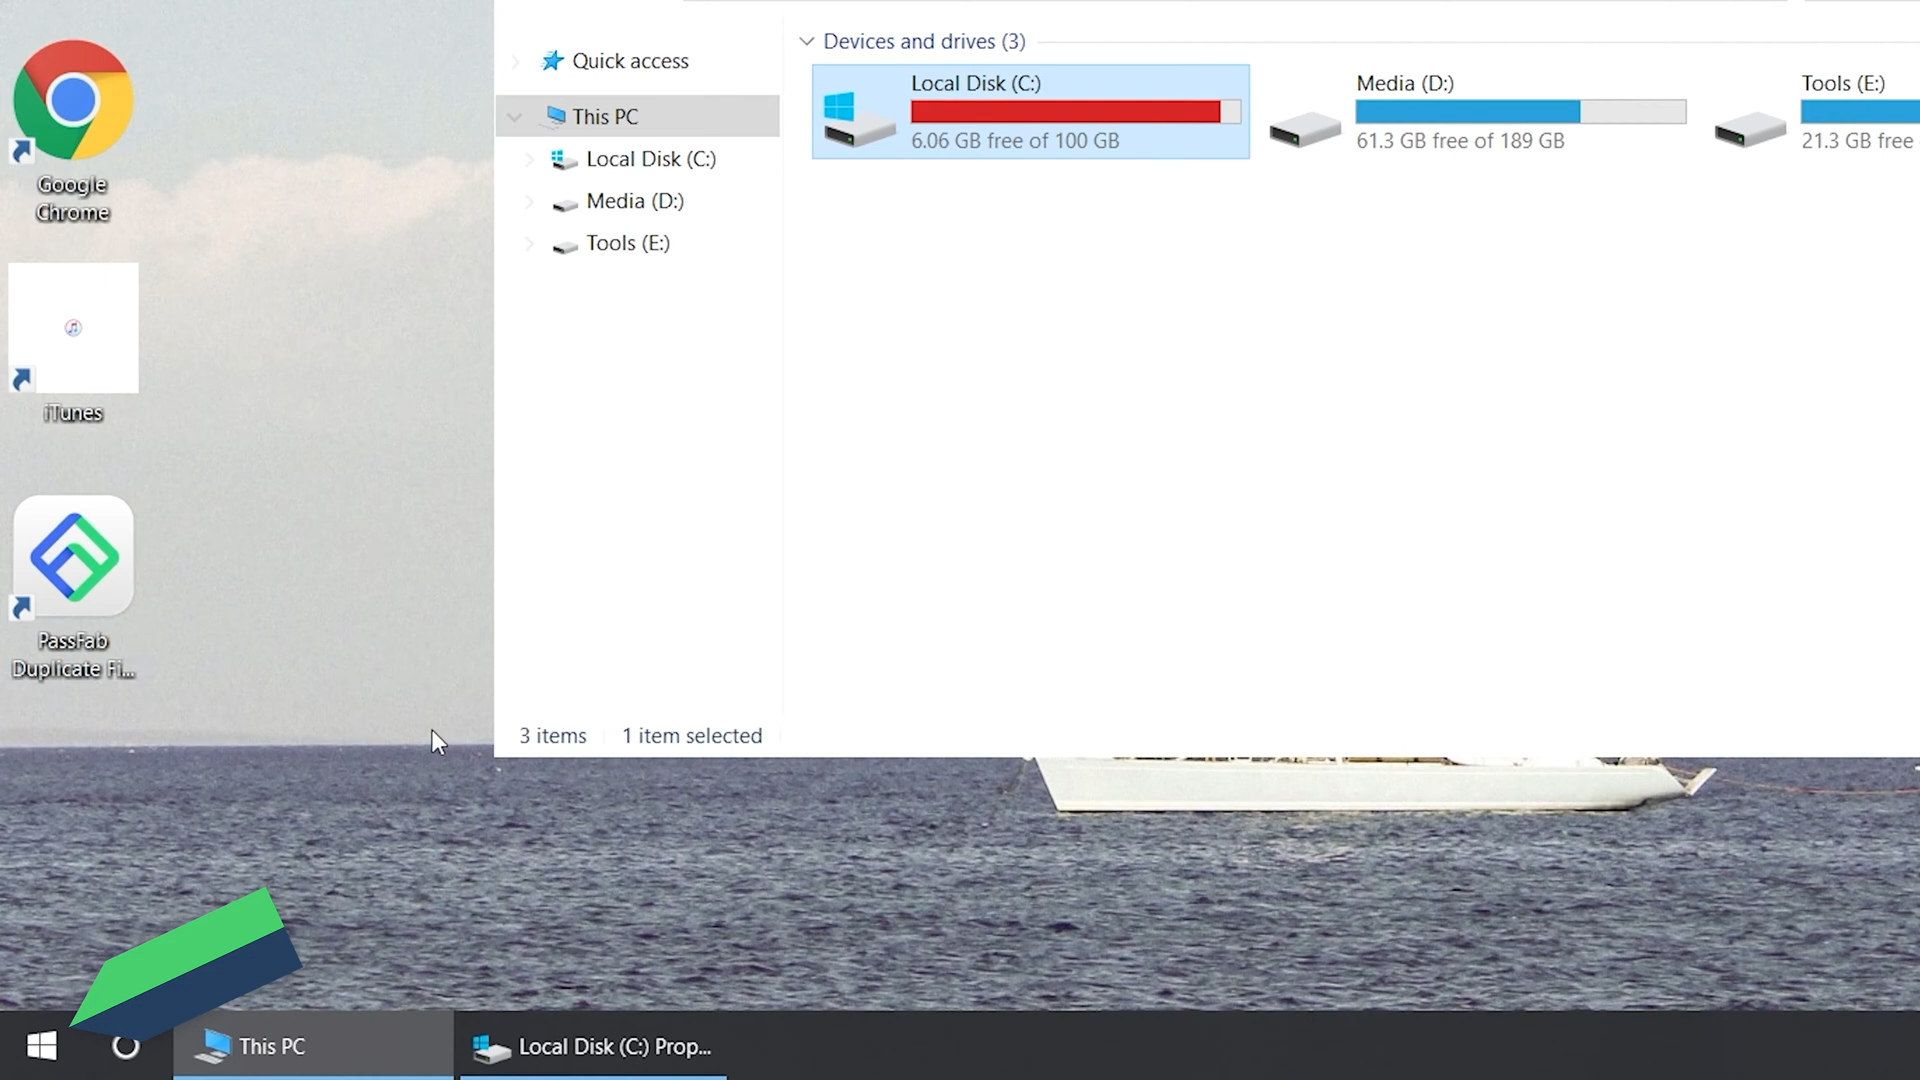 Google
Chrome
iTunes
PassFab
Duplicate Fi...
Quick access
This PC
Local Disk (C:)
Media (D:)
Tools (E:)
Devices and drives (3)
Local Disk (C:)
6.06 GB free of 100 GB
Media (D:)
61.3 GB free of 189 GB
Tools (E:)
21.3 GB free
3 items
1 item selected
This PC
Local Disk (C:) Prop...